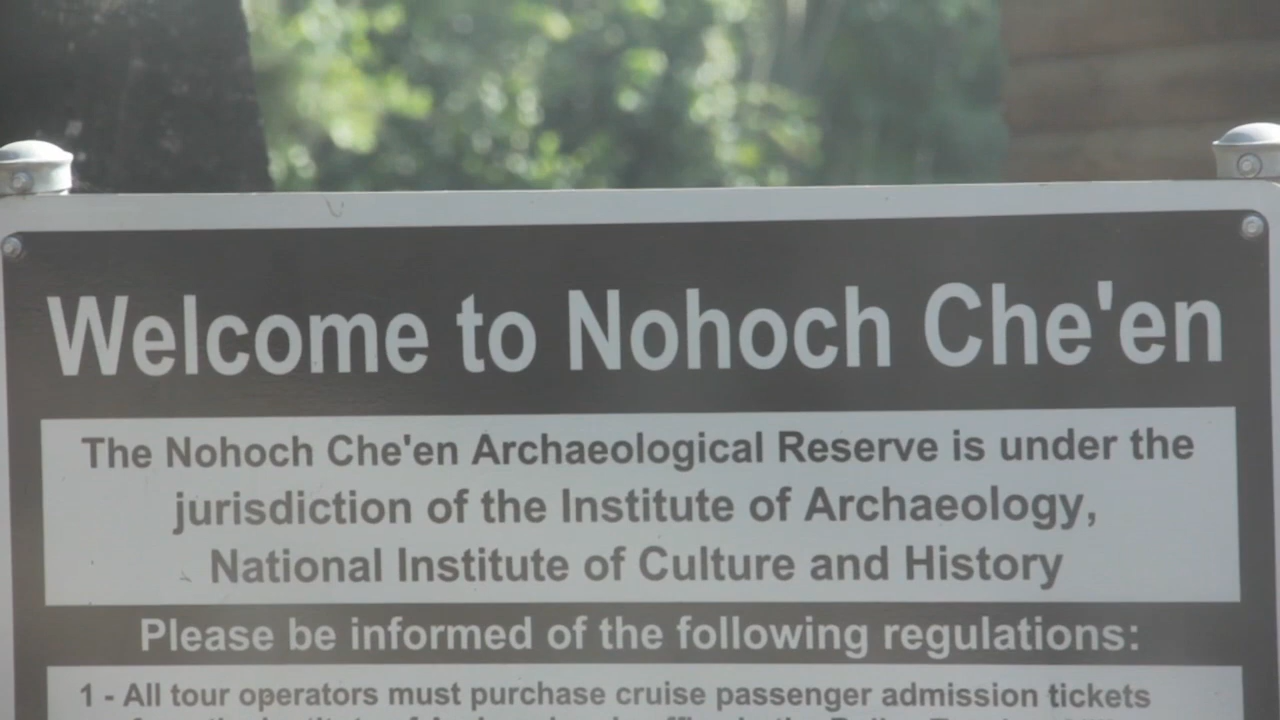 Welcome to Nohoch Che'en
The Nohoch Che'en Archaeological Reserve is under the
jurisdiction of the Institute of Archaeology,
National Institute of Culture and History
Please be informed of the following regulations:
1 - All tour operators must purchase cruise passenger admission tickets